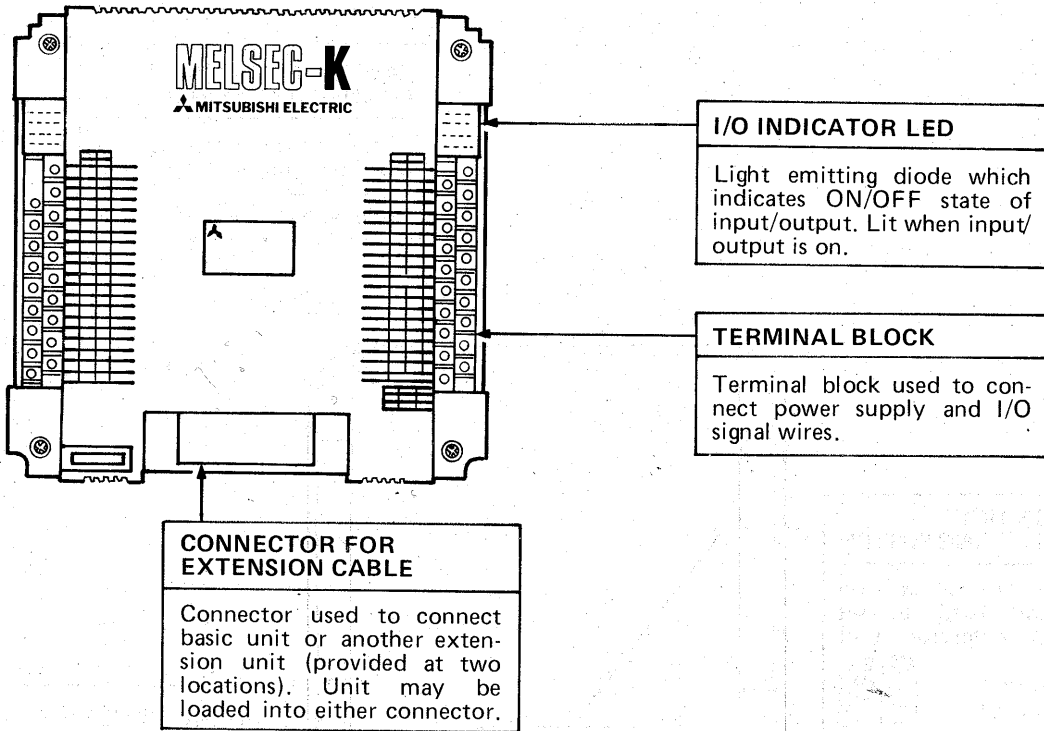 MELSEC-K
MITSUBISHI ELECTRIC
I/O INDICATOR LED
Light emitting diode which
indicates ON/OFF state of
input/output. Lit when input/
output is on.
TERMINAL BLOCK
Terminal block used to con-
nect power supply and I/O
signal wires.
CONNECTOR FOR
EXTENSION CABLE
Connector used to connect
basic unit or another exten-
sion unit (provided at two
locations). Unit may be
loaded into either connector.